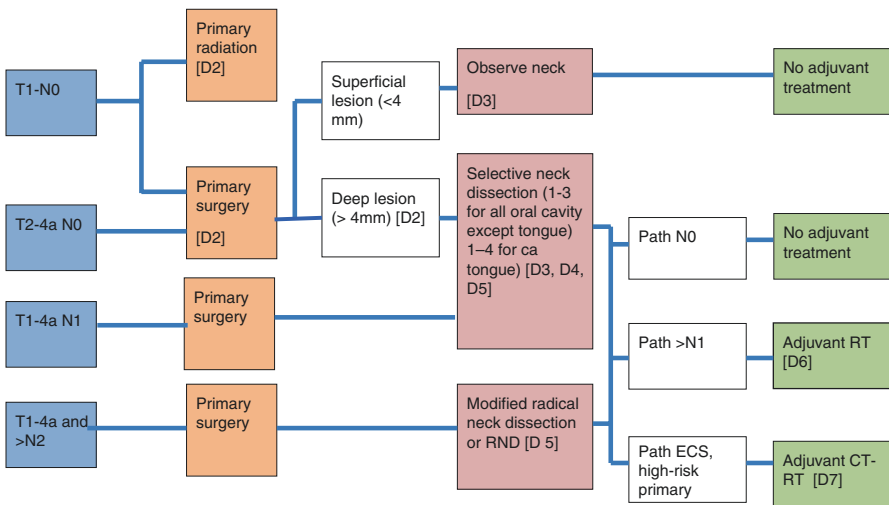 T1-N0
T2-4a N0
T1-4a N1
T1-4a and
>N2
Primary
radiation
[D2]
Primary
surgery
[D2]
Primary
surgery
Primary
surgery
Superficial
lesion (<4
mm)
Deep lesion
(> 4mm) [D2]
Observe neck
[D3]
Selective neck
dissection (1-3
for all oral cavity
except tongue)
1–4 for ca
tongue) [D3, D4,
D5]
Modified radical
neck dissection
or RND [D 5]
Path N0
Path >N1
Path ECS,
high-risk
primary
No adjuvant
treatment
No adjuvant
treatment
Adjuvant RT
[D6]
Adjuvant CT-
RT [D7]